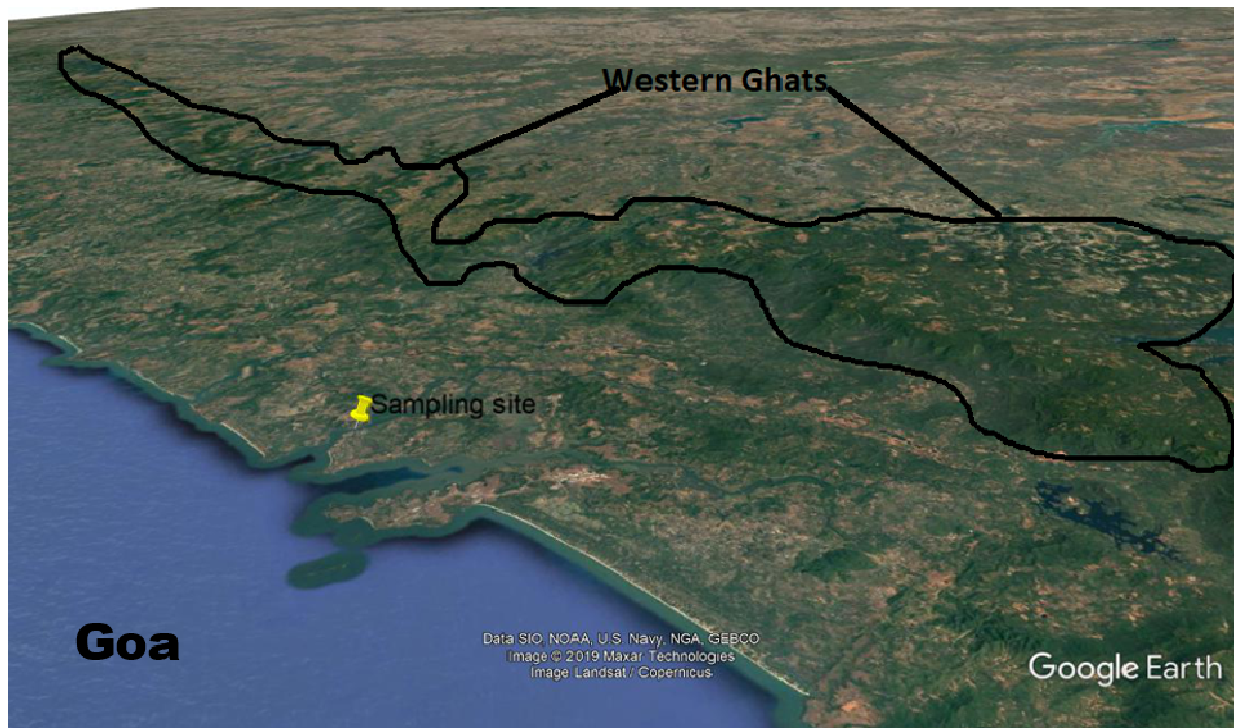 Western Ghats
Sampling site
Goa
Data SIO, NOAA, U.S. Navy, NGA, GEBCO
Image © 2019 Maxar Technologies
Image Landsat / Copernicus
Google Earth